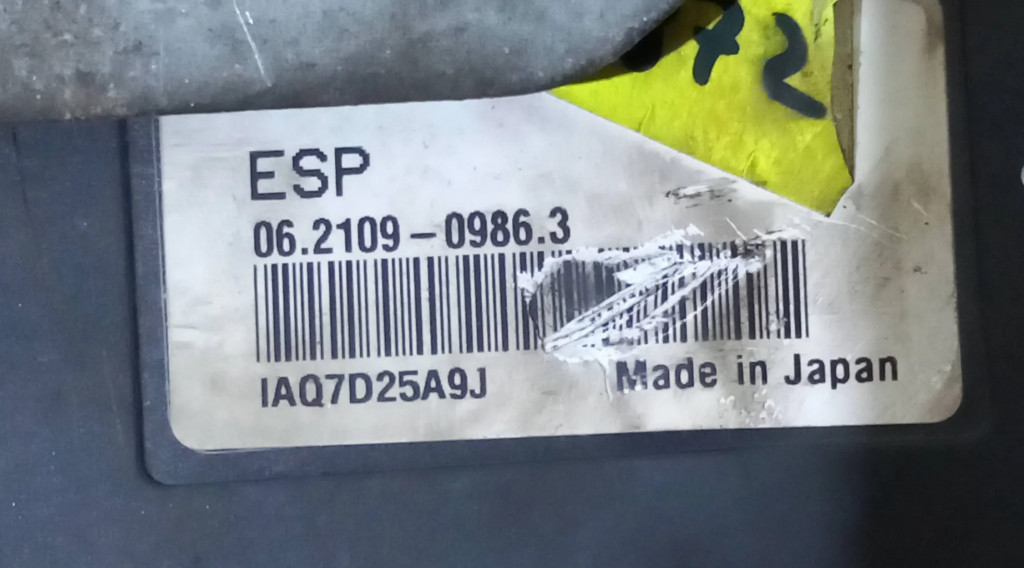 ESP
06.2109-0986.3
IAQ7D25A9J
Made in Japan